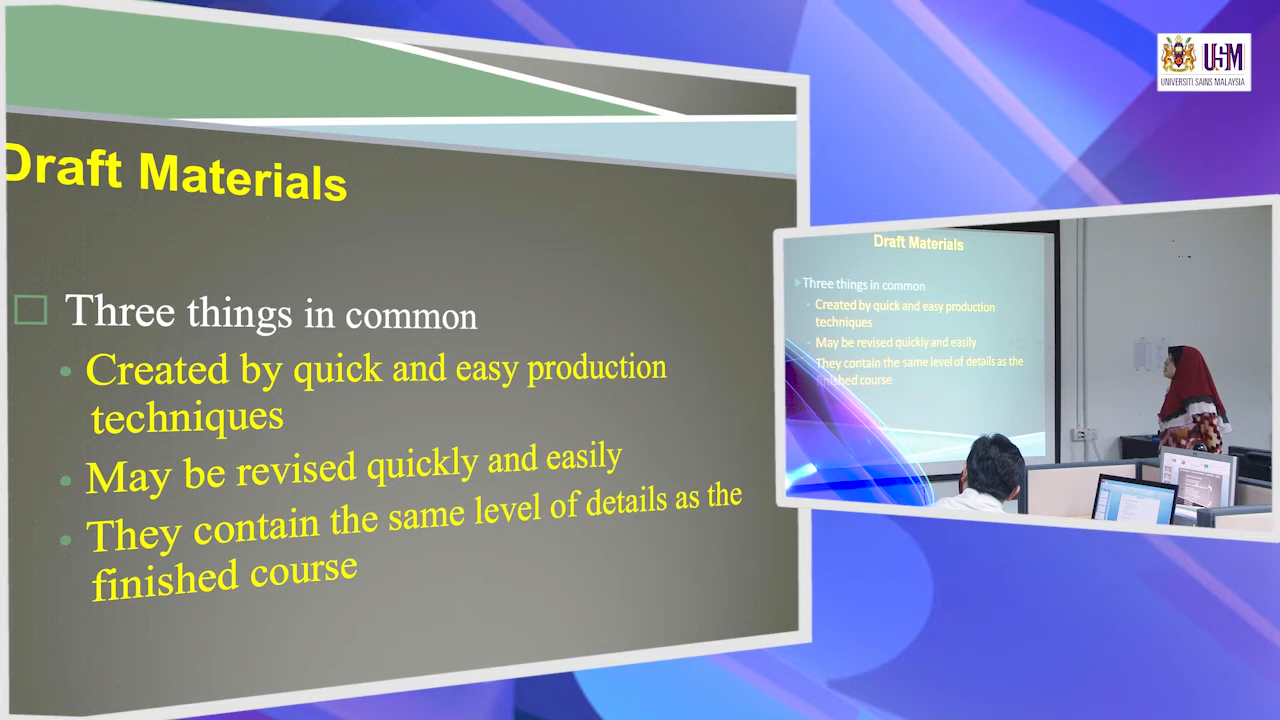 USM
UNIVERSITI SAINS MALAYSIA
Draft Materials
Three things in common
Created by quick and easy production
techniques
May be revised quickly and easily
They contain the same level of details as the
finished course
Draft Materials
Three things in common
Created by quick and easy production
techniques
May be revised quickly and easily
They contain the same level of details as the
finished course